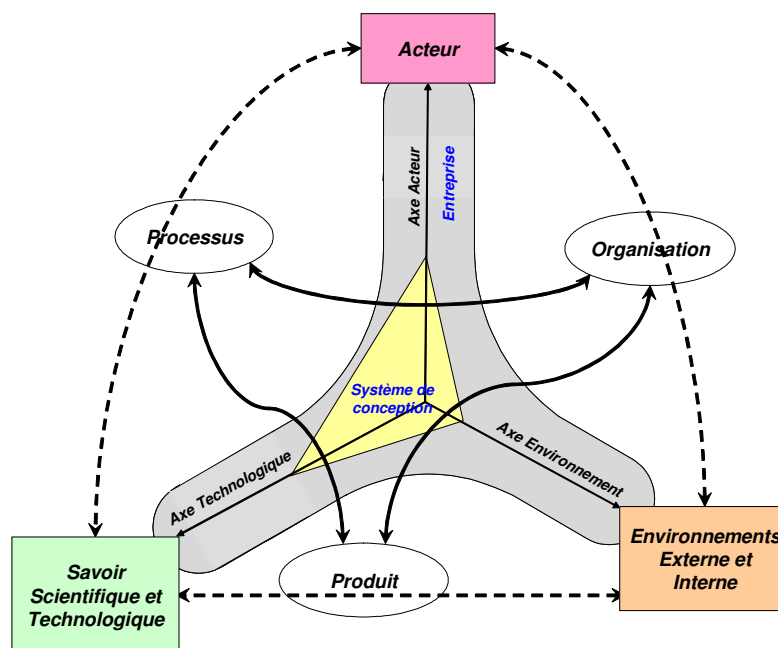 Acteur
Axe Acteur
Entreprise
Processus
Organisation
Système de
conception
Axe Technologique
Axe Environnement
Savoir
Scientifique et
Technologique
Produit
Environnements
Externe et
Interne